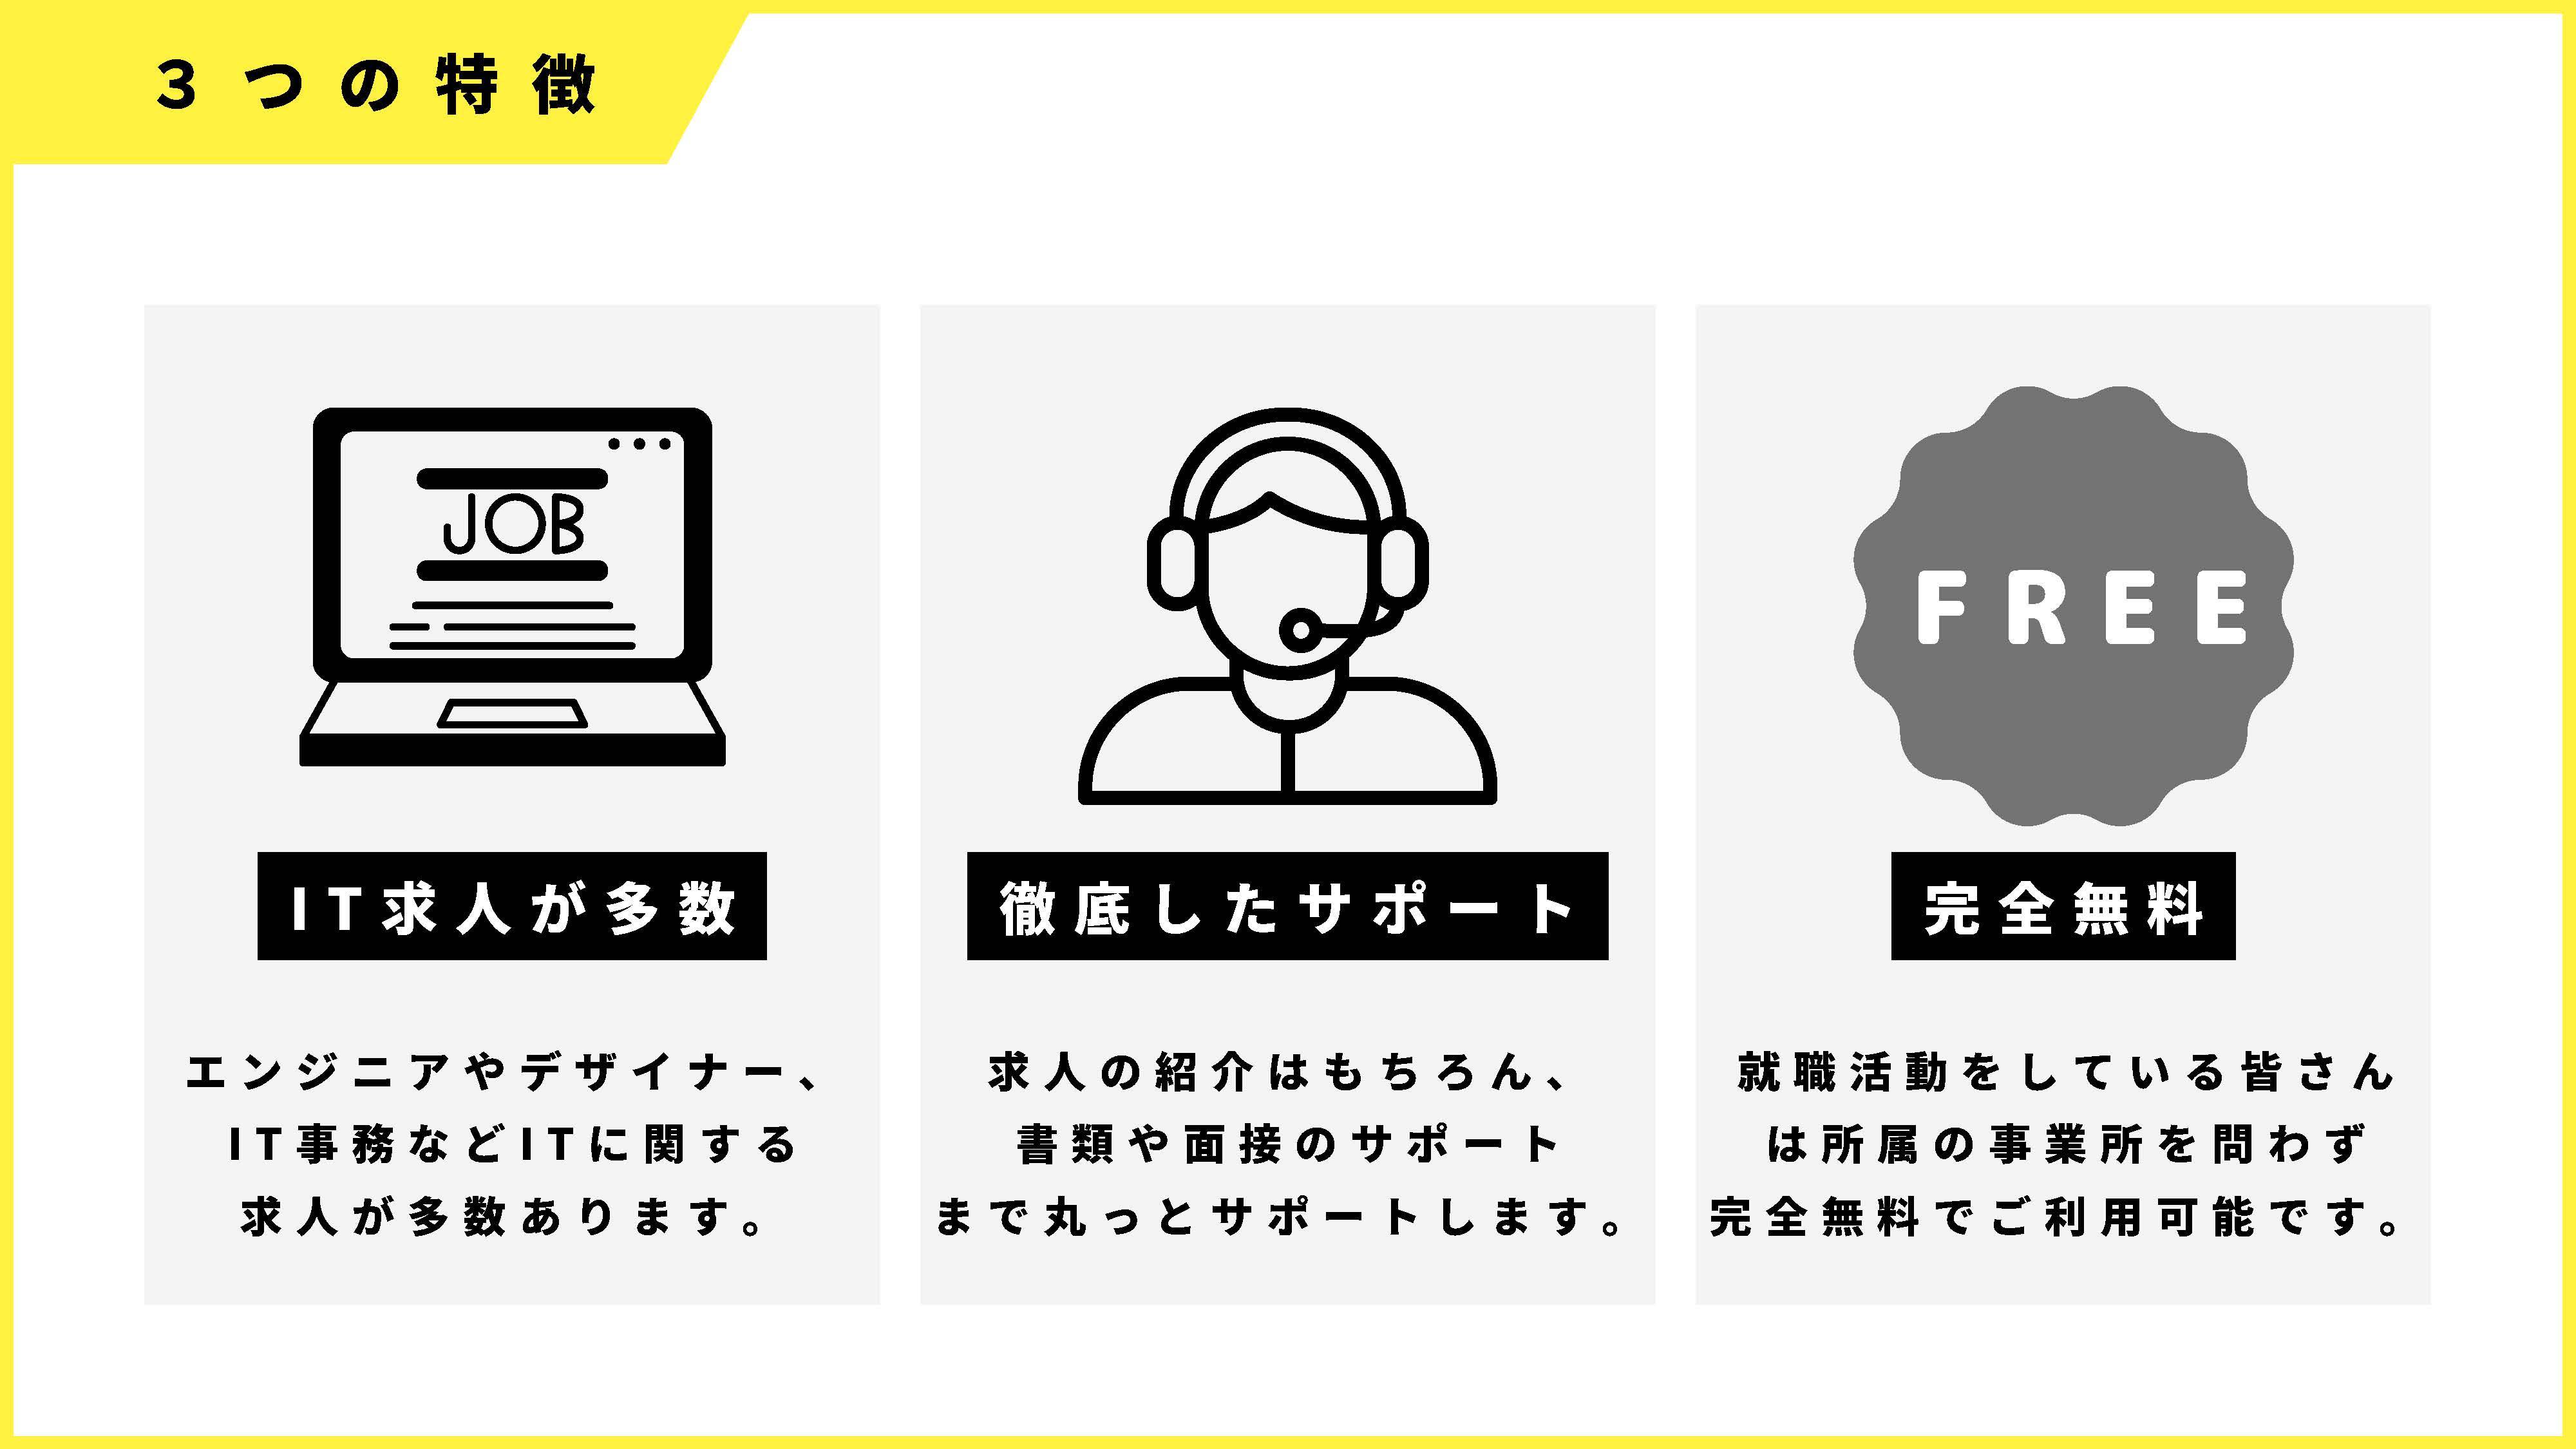 3つの特徴
JOB
IT求人が多数
エンジニアやデザイナー、
IT事務などITに関する
求人が多数あります。
徹底したサポート
求人の紹介はもちろん、
書類や面接のサポート
まで丸っとサポートします。
FREE
完全無料
就職活動をしている皆さん
は所属の事業所を問わず
完全無料でご利用可能です。